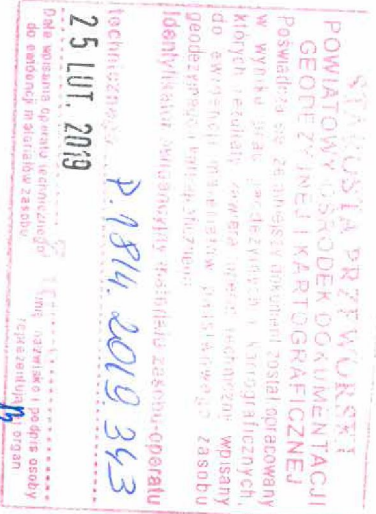 STAROSTA PRZEWORSKI
POWIATOWY OŚRODEK DOKUMENTACJI
GEODEZYJNEJ I KARTOGRAFICZNEJ
Poświadcza się, że niniejszy dokument został opracowany
w wyniku prac geodezyjnych i kartograficznych,
których rezultaty zawiera operat techniczny wpisany
do ewidencji materiałów państwowego zasobu
geodezyjnego i kartograficznego
Identyfikator ewidencyjny materiału zasobu-operatu
technicznego P.1814.2019.343
25 LUT. 2019
Data wpisania operatu technicznego
do ewidencji materiałów zasobu
imię, nazwisko i podpis osoby
reprezentującej organ